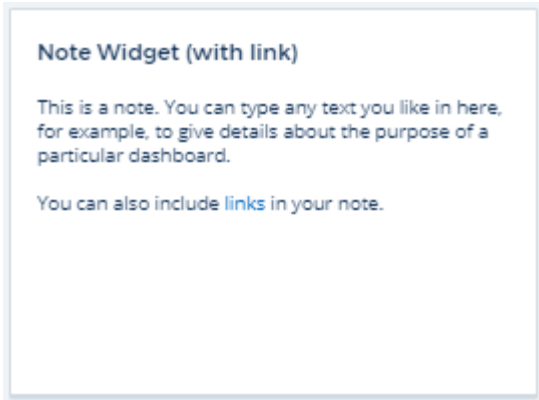 Note Widget (with link)
This is a note. You can type any text you like in here,
for example, to give details about the purpose of a
particular dashboard.
You can also include links in your note.